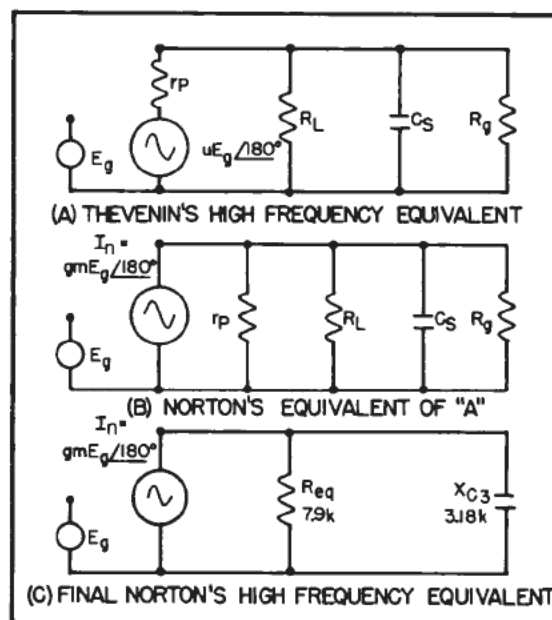 rP
Eg
uEg /180°
RL
CS
Rg
(A) THEVENIN'S HIGH FREQUENCY EQUIVALENT
In =
gmEg/180°
Eg
rP
RL
CS
Rg
(B) NORTON'S EQUIVALENT OF "A"
In =
gmEg/180°
Eg
Req
7.9k
XC3
3.18k
(C) FINAL NORTON'S HIGH FREQUENCY EQUIVALENT